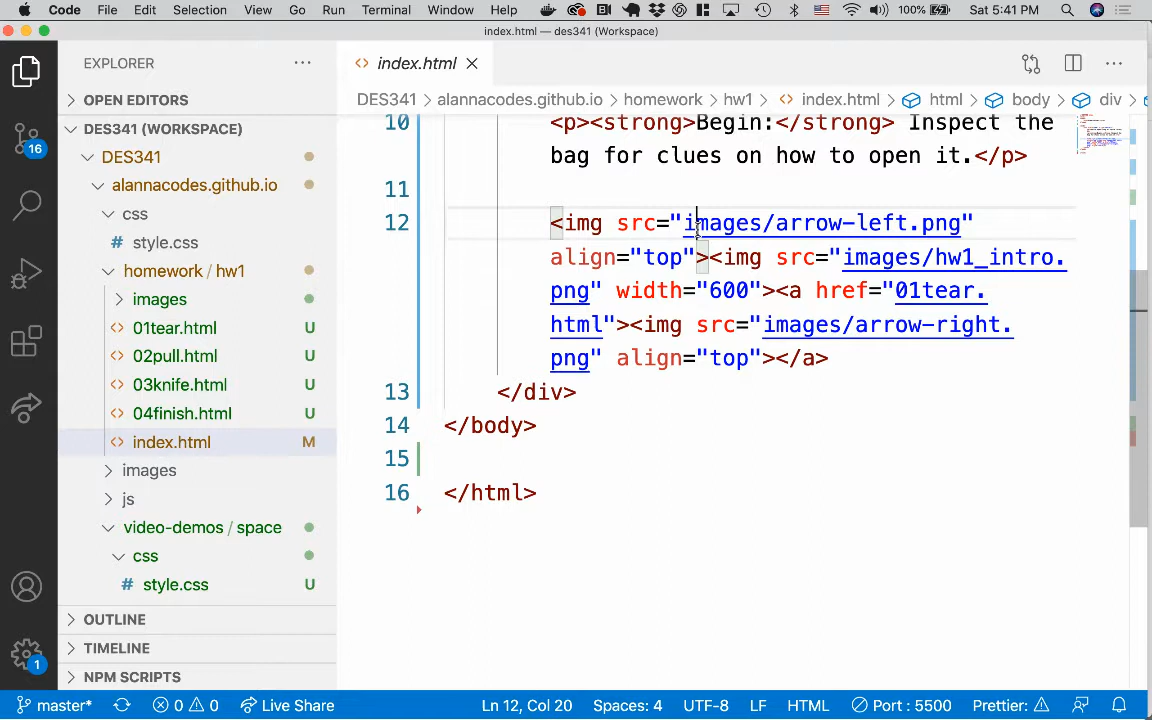 Code File Edit Selection View Go Run Terminal Window Help 100% Sat 5:41 PM
index.html — des341 (Workspace)
EXPLORER
index.html
OPEN EDITORS
DES341 (WORKSPACE)
DES341
alannacodes.github.io
css
style.css
homework / hw1
images
01tear.html U
02pull.html U
03knife.html U
04finish.html U
index.html M
images
js
video-demos / space
css
style.css U
OUTLINE
TIMELINE
NPM SCRIPTS
16
1
DES341 > alannacodes.github.io > homework > hw1 > index.html > html > body > div >
10 <p><strong>Begin:</strong> Inspect the
bag for clues on how to open it.</p>
11
12 <img src="images/arrow-left.png"
align="top"><img src="images/hw1_intro.
png" width="600"><a href="01tear.
html"><img src="images/arrow-right.
png" align="top"></a>
13 </div>
14 </body>
15
16 </html>
master* 0 0 Live Share Ln 12, Col 20 Spaces: 4 UTF-8 LF HTML Port : 5500 Prettier: